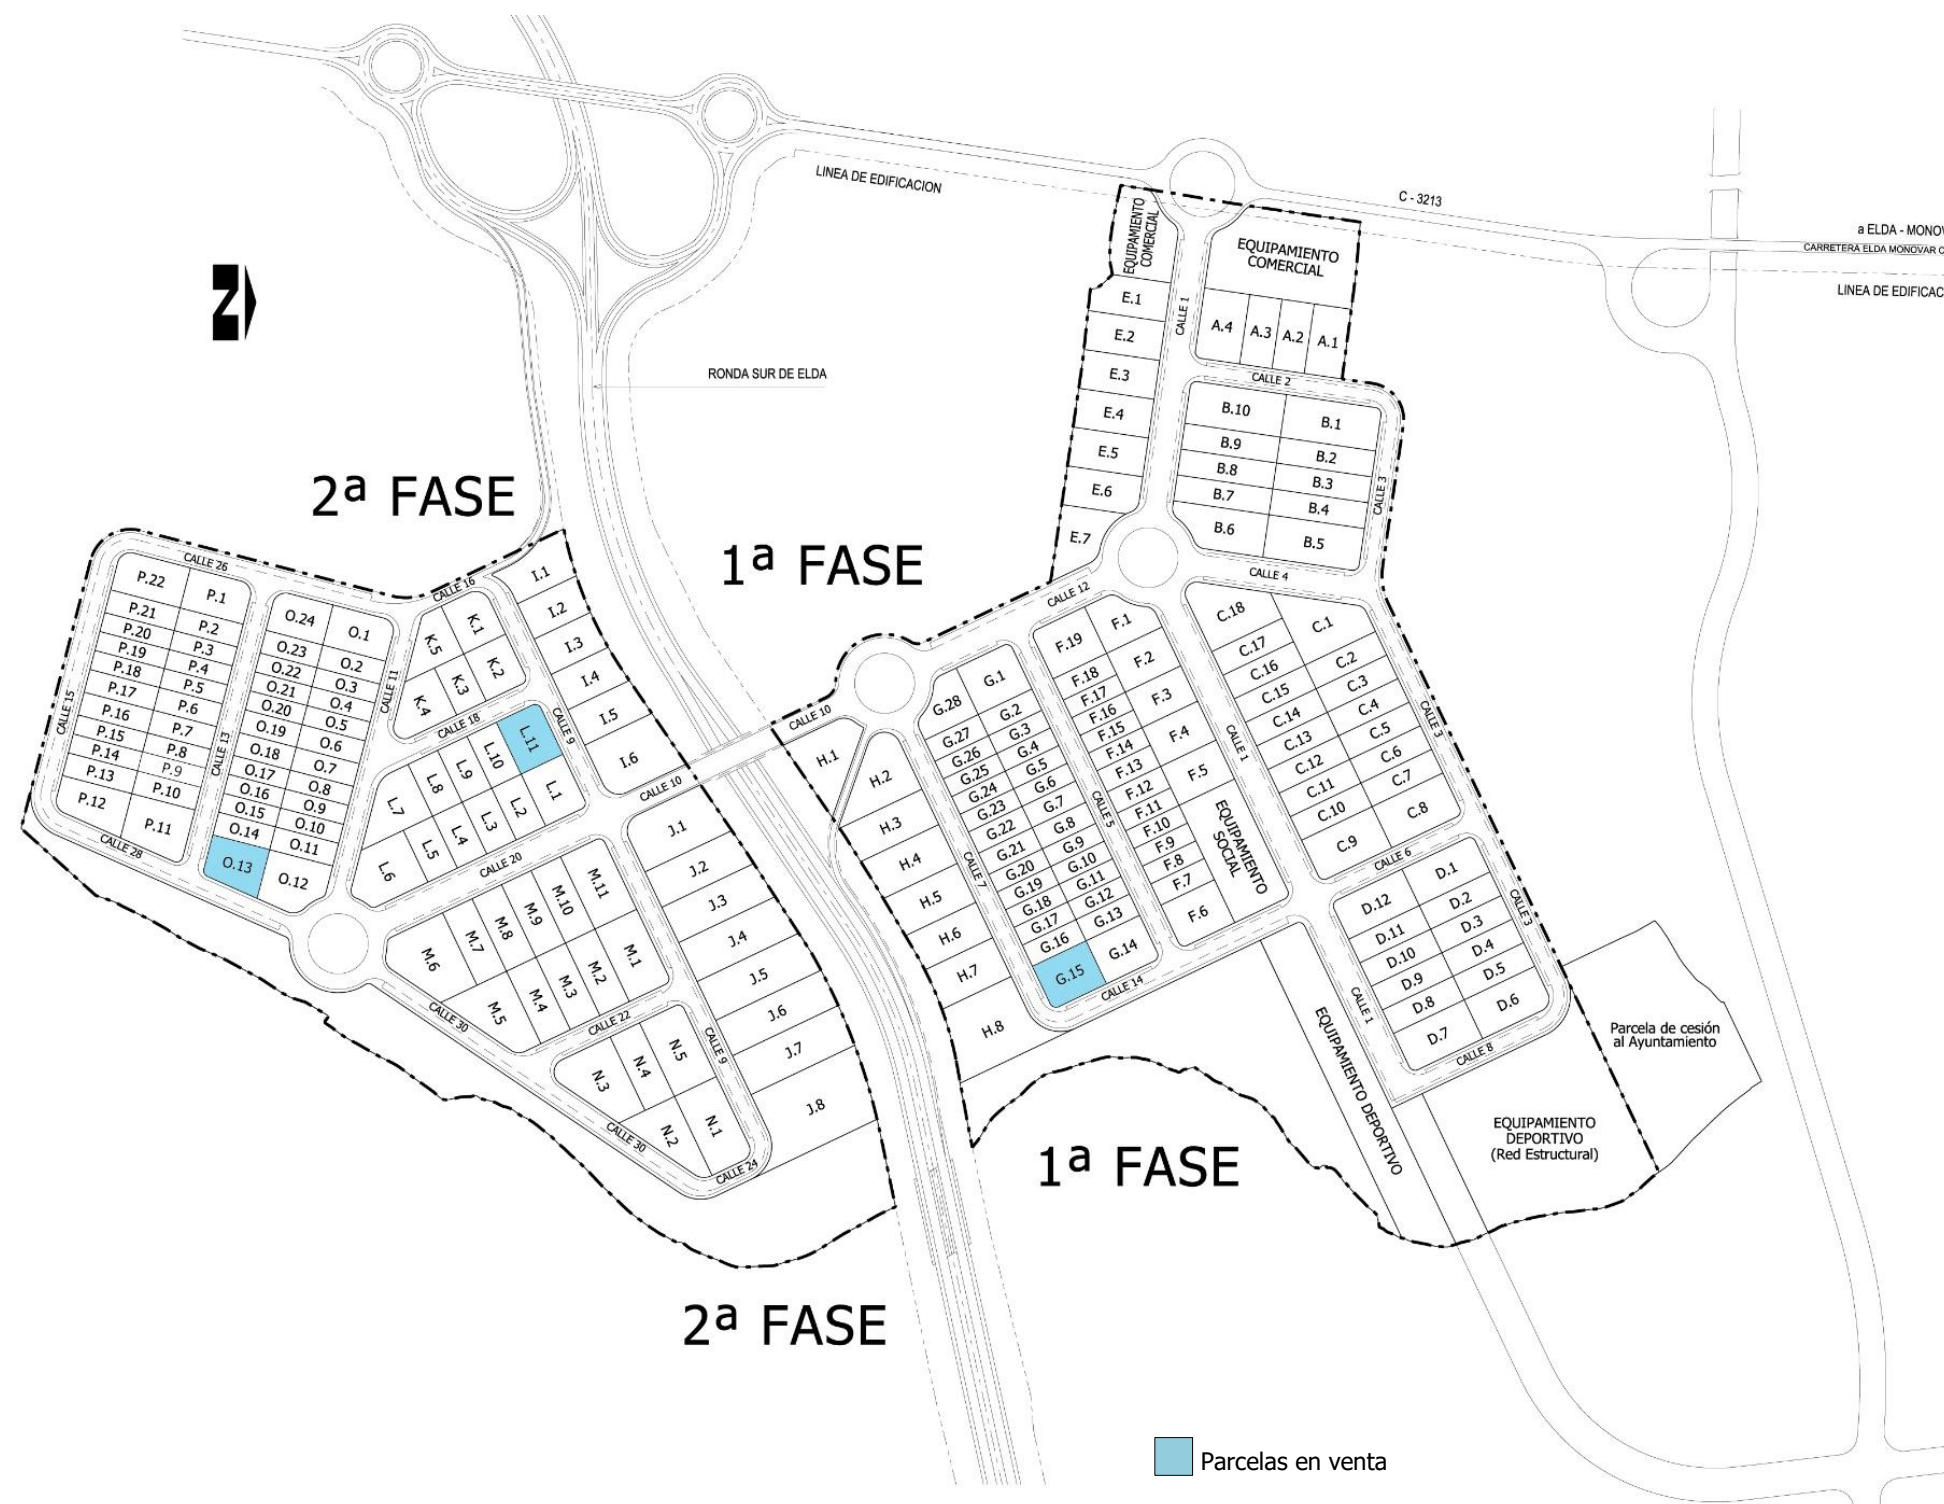 LINEA DE EDIFICACION
C - 3213
a ELDA - MONOV
CARRETERA ELDA MONOVAR C
LINEA DE EDIFICAC
N
RONDA SUR DE ELDA
EQUIPAMIENTO
COMERCIAL
EQUIPAMIENTO
COMERCIAL
CALLE 1
E.1
E.2
E.3
E.4
E.5
E.6
E.7
A.4
A.3
A.2
A.1
CALLE 2
B.10
B.1
B.9
B.2
B.8
B.3
B.7
B.4
B.6
B.5
CALLE 3
CALLE 4
2ª FASE
1ª FASE
CALLE 26
CALLE 16
CALLE 15
CALLE 13
CALLE 11
CALLE 28
P.22
P.1
P.21
P.2
P.20
P.3
P.19
P.4
P.18
P.5
P.17
P.6
P.16
P.7
P.15
P.8
P.14
P.9
P.13
P.10
P.12
P.11
O.24
O.1
O.23
O.2
O.22
O.3
O.21
O.4
O.20
O.5
O.19
O.6
O.18
O.7
O.17
O.8
O.16
O.9
O.15
O.10
O.14
O.11
O.13
O.12
K.5
K.1
K.4
K.3
K.2
CALLE 18
CALLE 9
I.1
I.2
I.3
I.4
I.5
I.6
L.7
L.8
L.9
L.10
L.11
L.6
L.5
L.4
L.3
L.2
L.1
CALLE 20
CALLE 10
CALLE 10
CALLE 12
M.6
M.7
M.8
M.9
M.10
M.11
M.5
M.4
M.3
M.2
M.1
CALLE 30
CALLE 22
CALLE 9
N.3
N.4
N.5
N.2
N.1
CALLE 30
CALLE 24
J.1
J.2
J.3
J.4
J.5
J.6
J.7
J.8
H.1
H.2
H.3
H.4
H.5
H.6
H.7
H.8
CALLE 7
G.28
G.1
G.27
G.2
G.26
G.3
G.25
G.4
G.24
G.5
G.23
G.6
G.22
G.7
G.21
G.8
G.20
G.9
G.19
G.10
G.18
G.11
G.17
G.12
G.16
G.13
G.15
G.14
CALLE 5
CALLE 14
F.19
F.1
F.18
F.2
F.17
F.3
F.16
F.15
F.4
F.14
F.13
F.5
F.12
F.11
F.10
F.9
F.8
F.7
F.6
EQUIPAMIENTO
SOCIAL
CALLE 1
C.18
C.1
C.17
C.2
C.16
C.3
C.15
C.4
C.14
C.5
C.13
C.6
C.12
C.7
C.11
C.8
C.10
C.9
CALLE 3
CALLE 6
D.12
D.1
D.11
D.2
D.10
D.3
D.9
D.4
D.8
D.5
D.7
D.6
CALLE 3
CALLE 1
CALLE 8
EQUIPAMIENTO DEPORTIVO
Parcela de cesión
al Ayuntamiento
EQUIPAMIENTO
DEPORTIVO
(Red Estructural)
1ª FASE
2ª FASE
Parcelas en venta